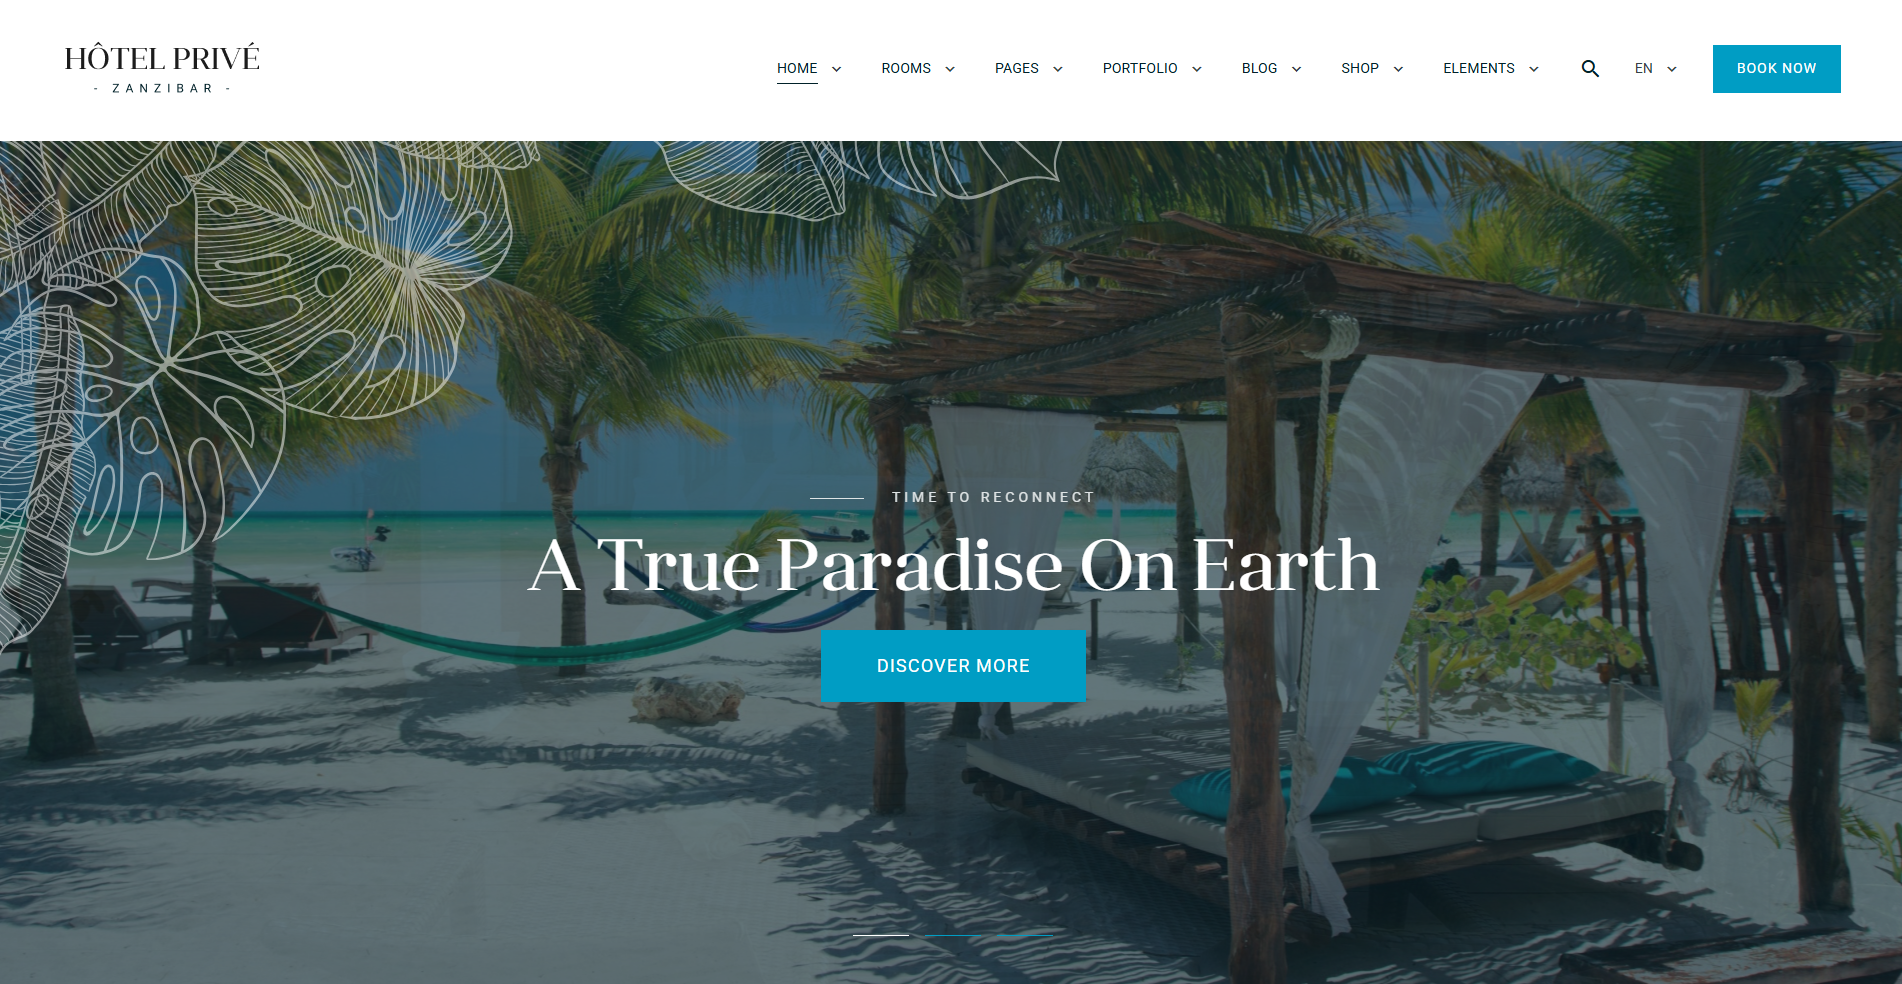 HÔTEL PRIVÉ
- ZANZIBAR -
HOME ROOMS PAGES PORTFOLIO BLOG SHOP ELEMENTS EN BOOK NOW
TIME TO RECONNECT
A True Paradise On Earth
DISCOVER MORE